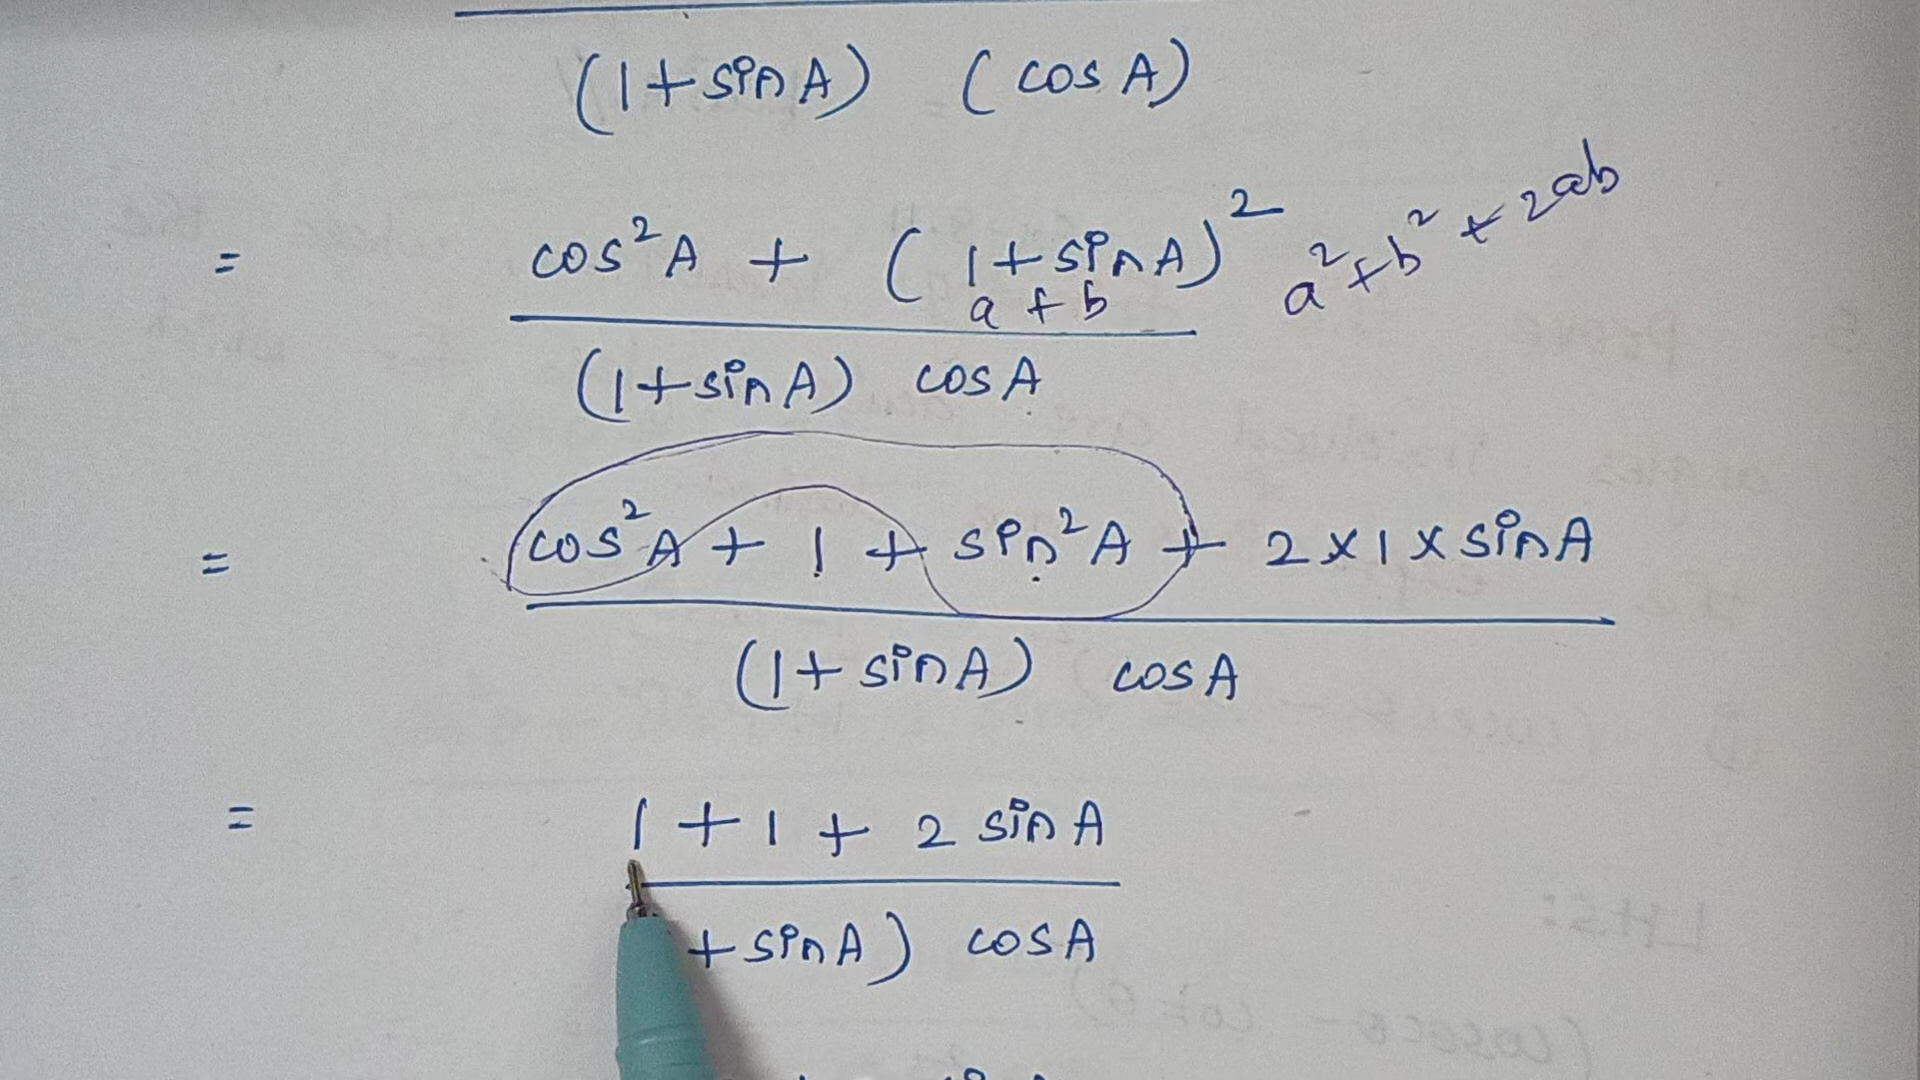 (1+sinA) (cosA)
= cos²A + (1+sinA)² a²+b²+2ab
a+b
(1+sinA) cosA
= cos²A + 1 + sin²A + 2×1×sinA
(1+sinA) cosA
= 1+1+2 sinA
+sinA) cosA